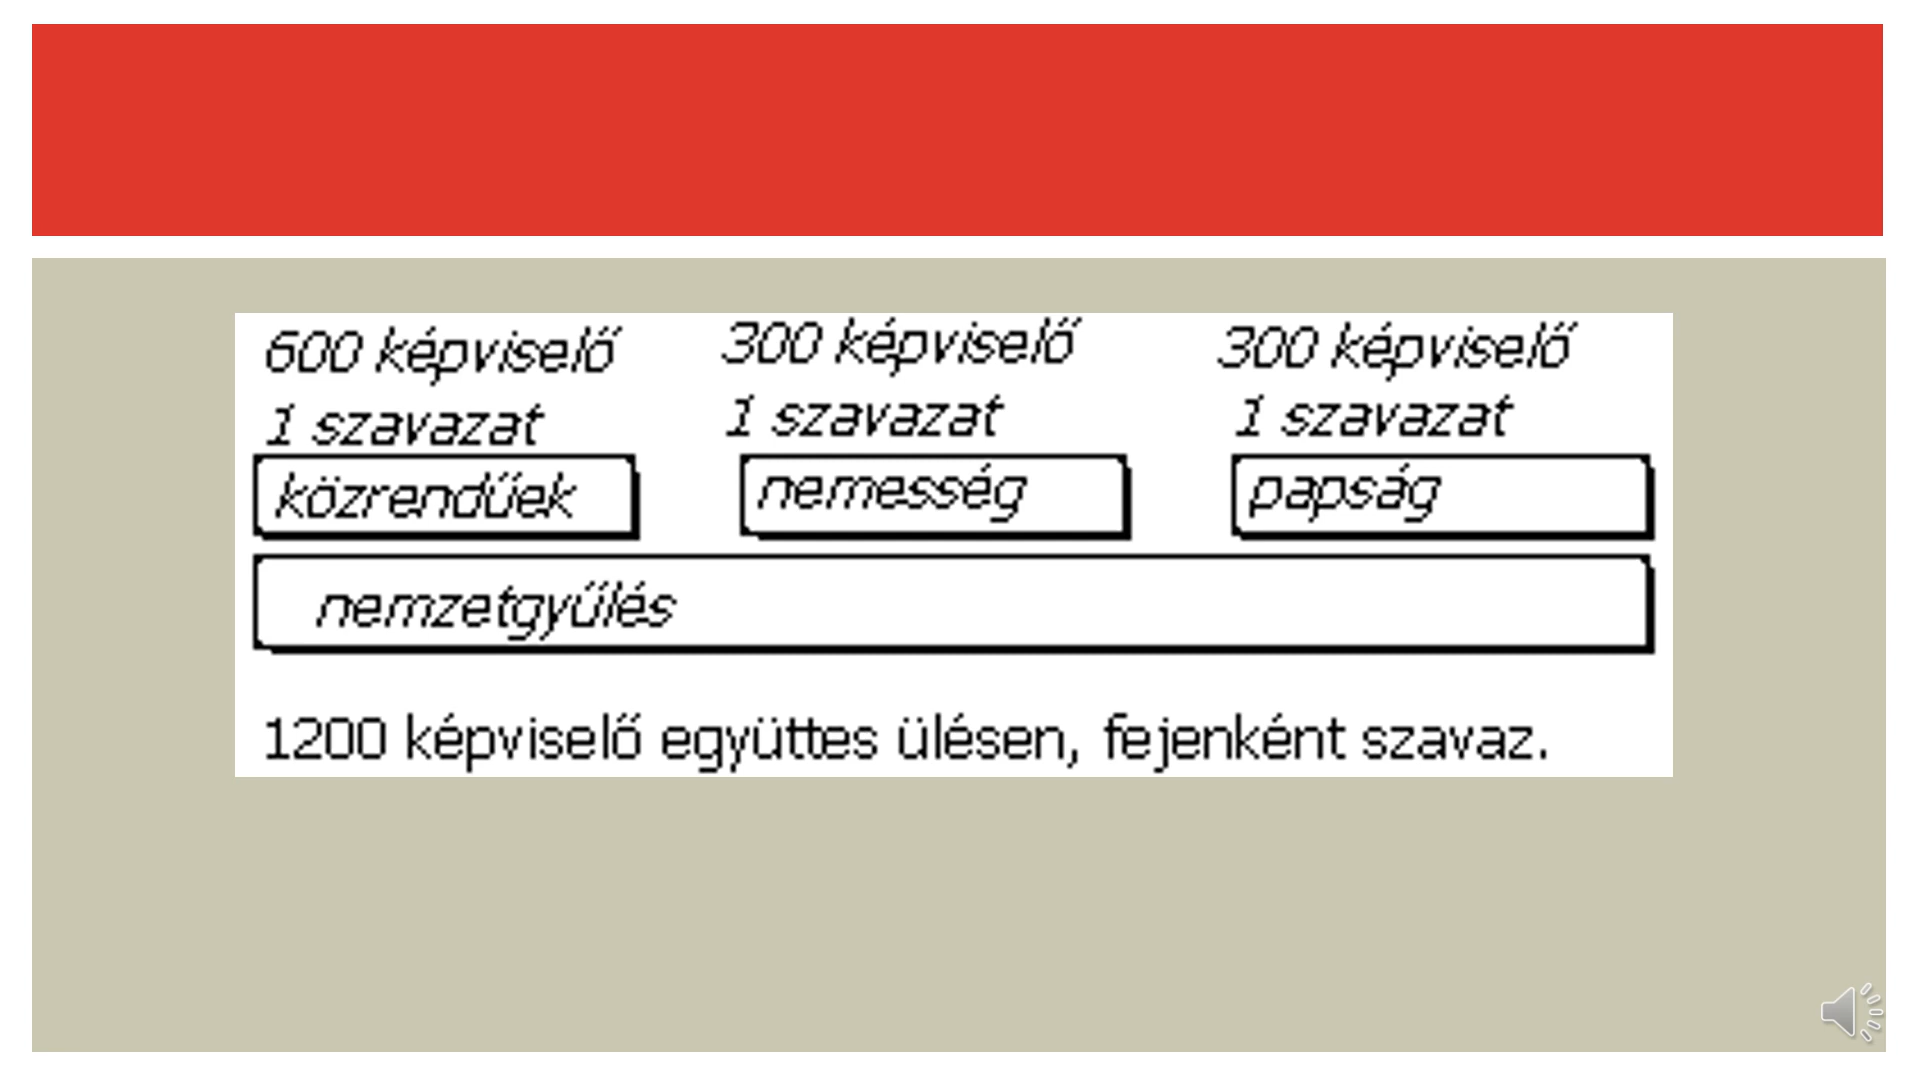 600 képviselő 300 képviselő 300 képviselő
1 szavazat 1 szavazat 1 szavazat
közrendűek nemesség papság
nemzetgyűlés
1200 képviselő együttes ülésen, fejenként szavaz.